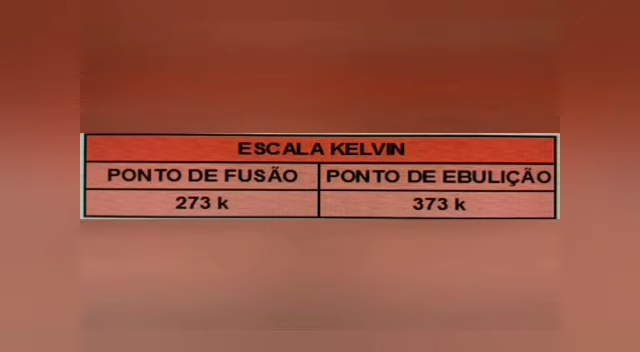 ESCALA KELVIN
PONTO DE FUSÃO PONTO DE EBULIÇÃO
273 k 373 k